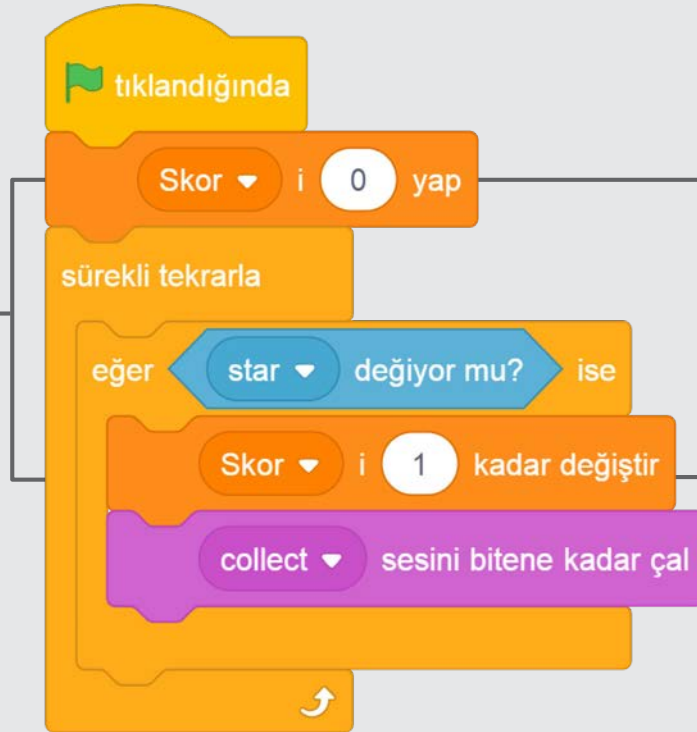 tıklandığında
Skor i 0 yap
sürekli tekrarla
eğer star değiyor mu? ise
Skor i 1 kadar değiştir
collect sesini bitene kadar çal